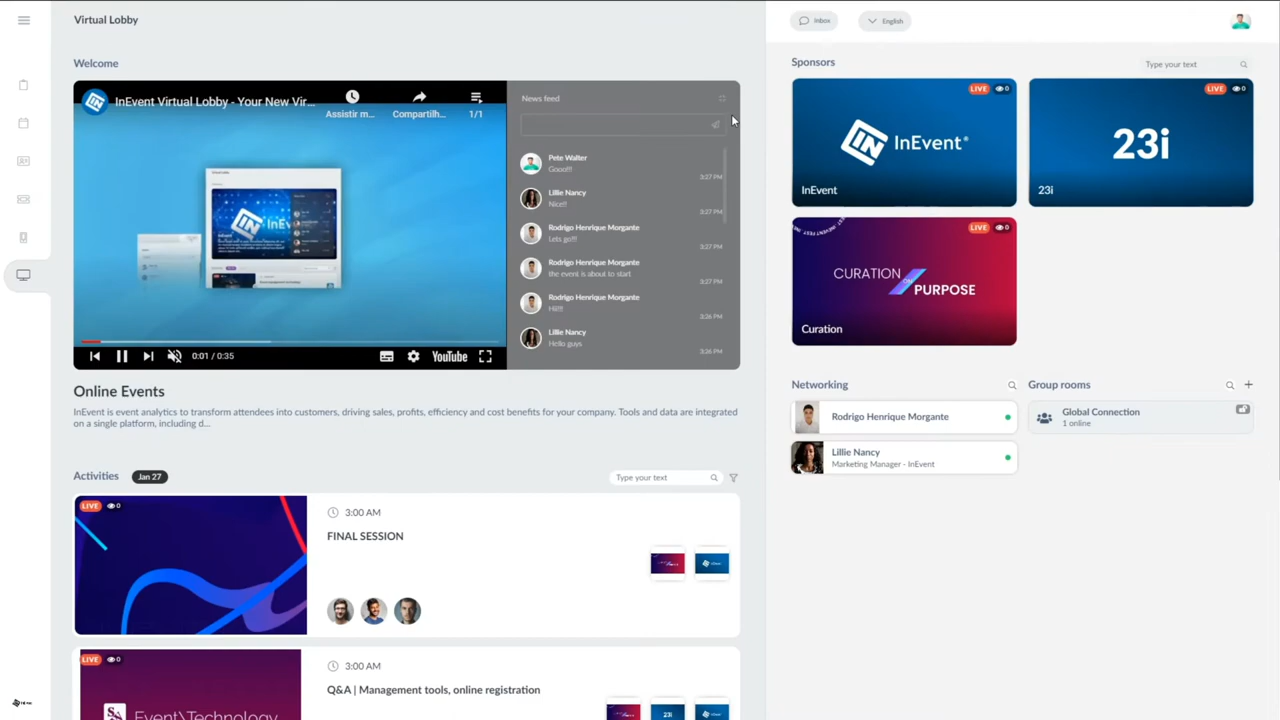 Virtual Lobby
Inbox
English
Welcome
InEvent Virtual Lobby - Your New Vir...
Assistir m...
Compartilh...
1/1
Virtual Lobby
0:01 / 0:35
YouTube
News feed
Pete Walter
Gooo!!!
3:27 PM
Lillie Nancy
Nice!!
3:27 PM
Rodrigo Henrique Morgante
Lets go!!!
3:27 PM
Rodrigo Henrique Morgante
the event is about to start
3:27 PM
Rodrigo Henrique Morgante
Hi!!!
3:26 PM
Lillie Nancy
Hello guys
3:26 PM
Online Events
InEvent is event analytics to transform attendees into customers, driving sales, profits, efficiency and cost benefits for your company. Tools and data are integrated
on a single platform, including d...
Activities
Jan 27
Type your text
LIVE 0
3:00 AM
FINAL SESSION
LIVE 0
3:00 AM
Q&A | Management tools, online registration
Event\Technology
23i
Sponsors
Type your text
LIVE 0
InEvent®
InEvent
LIVE 0
23i
23i
LIVE 0
CURATION
PURPOSE
Curation
Networking
Rodrigo Henrique Morgante
Lillie Nancy
Marketing Manager - InEvent
Group rooms
Global Connection
1 online